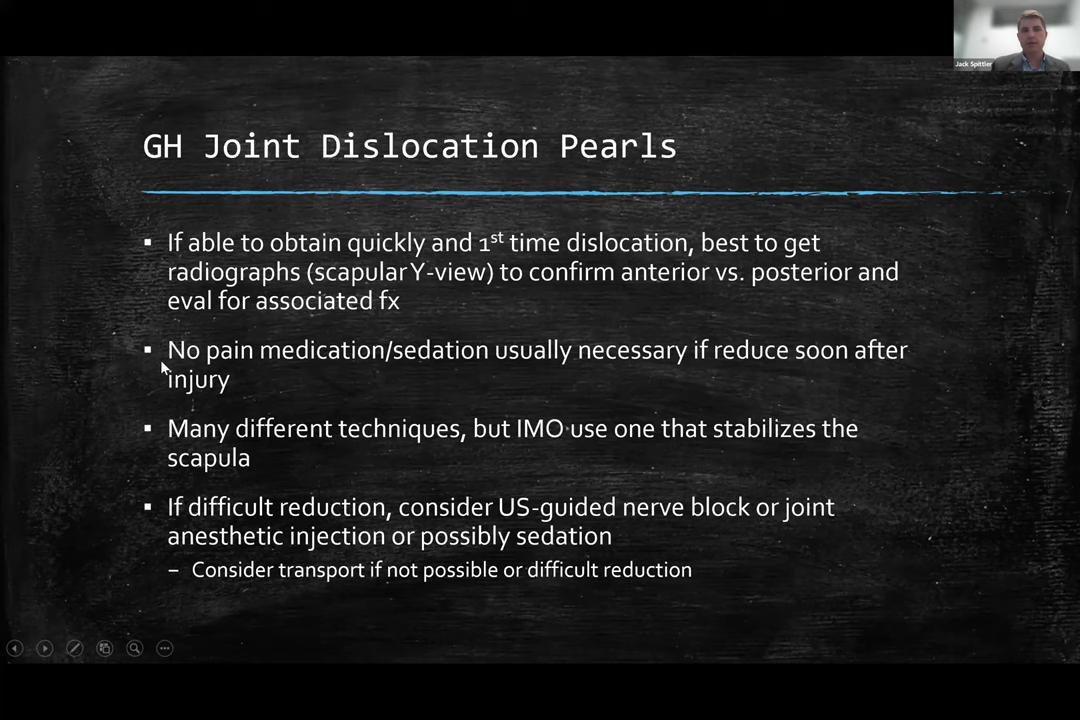 Jack Spittler
GH Joint Dislocation Pearls
▪ If able to obtain quickly and 1st time dislocation, best to get
radiographs (scapular Y-view) to confirm anterior vs. posterior and
eval for associated fx
▪ No pain medication/sedation usually necessary if reduce soon after
injury
▪ Many different techniques, but IMO use one that stabilizes the
scapula
▪ If difficult reduction, consider US-guided nerve block or joint
anesthetic injection or possibly sedation
– Consider transport if not possible or difficult reduction